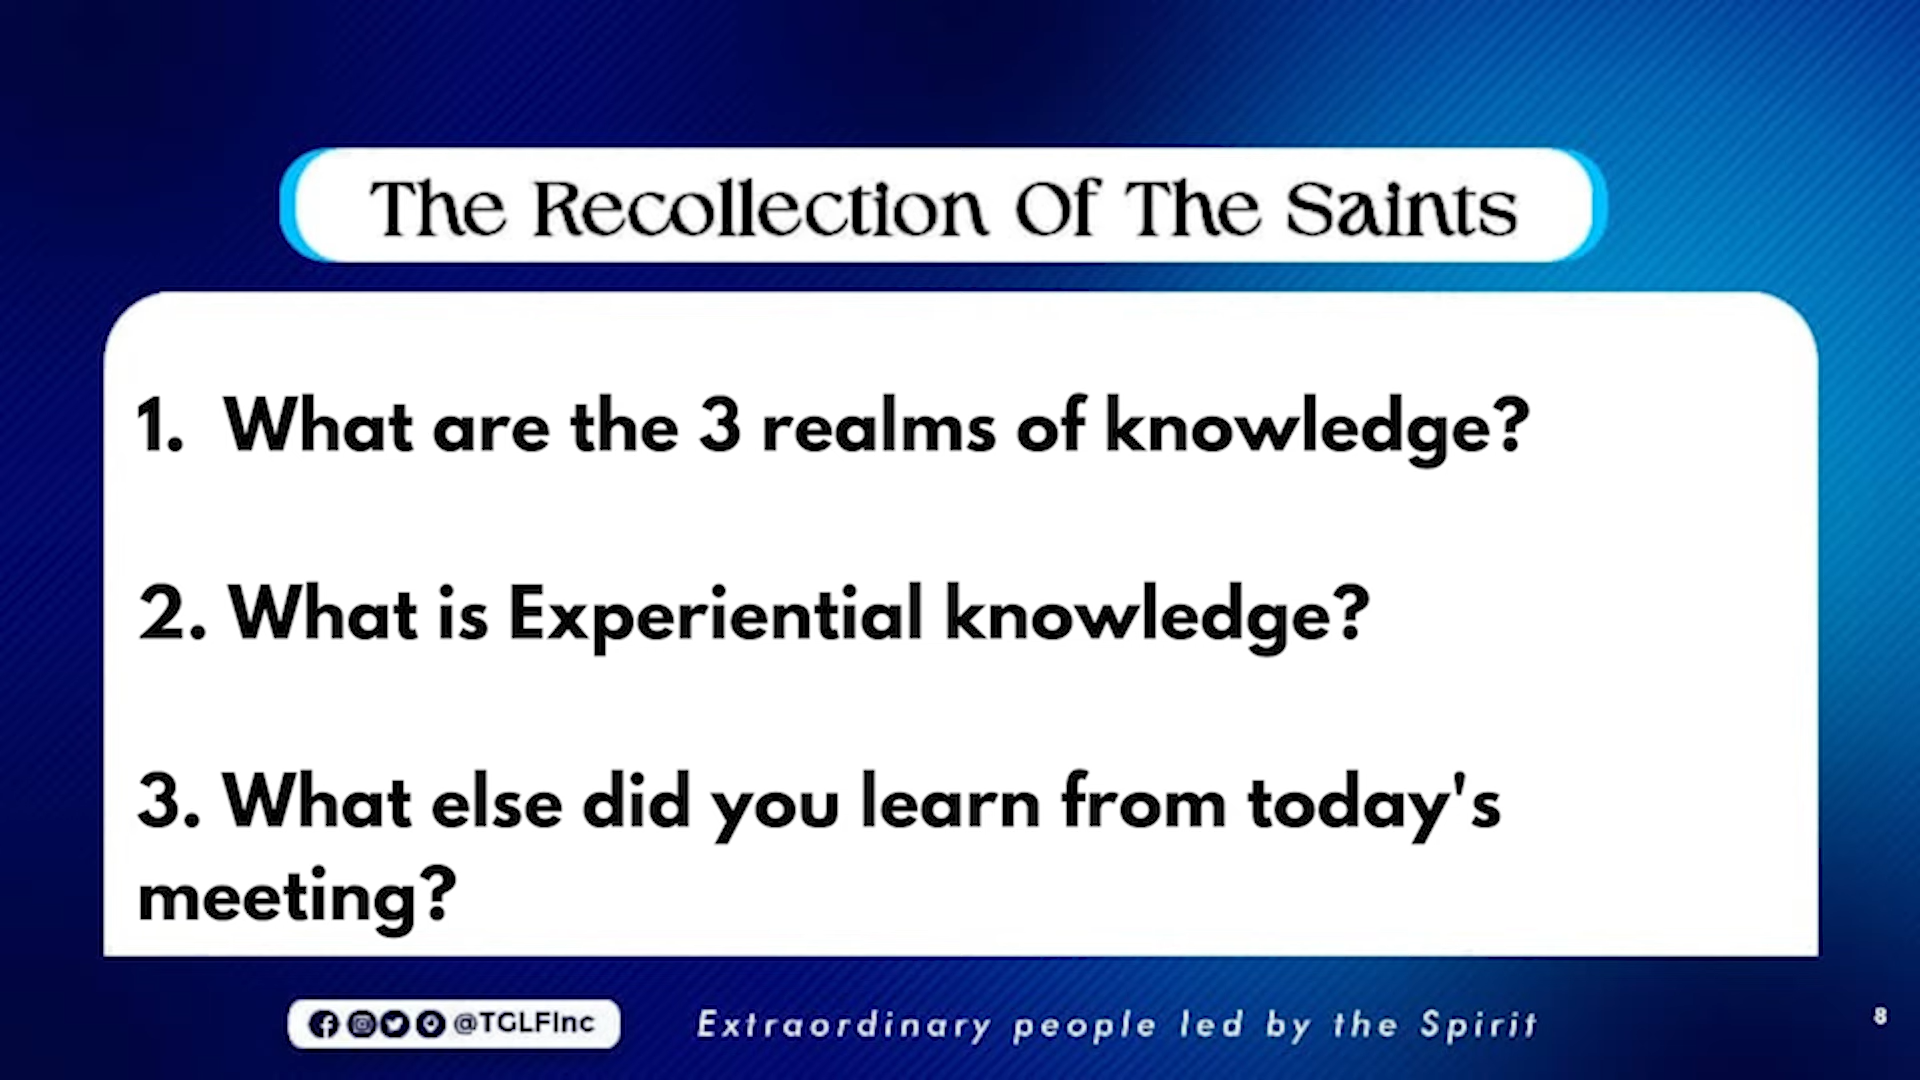 The Recollection Of The Saints
1. What are the 3 realms of knowledge?
2. What is Experiential knowledge?
3. What else did you learn from today's
meeting?
@TGLFInc
Extraordinary people led by the Spirit
8